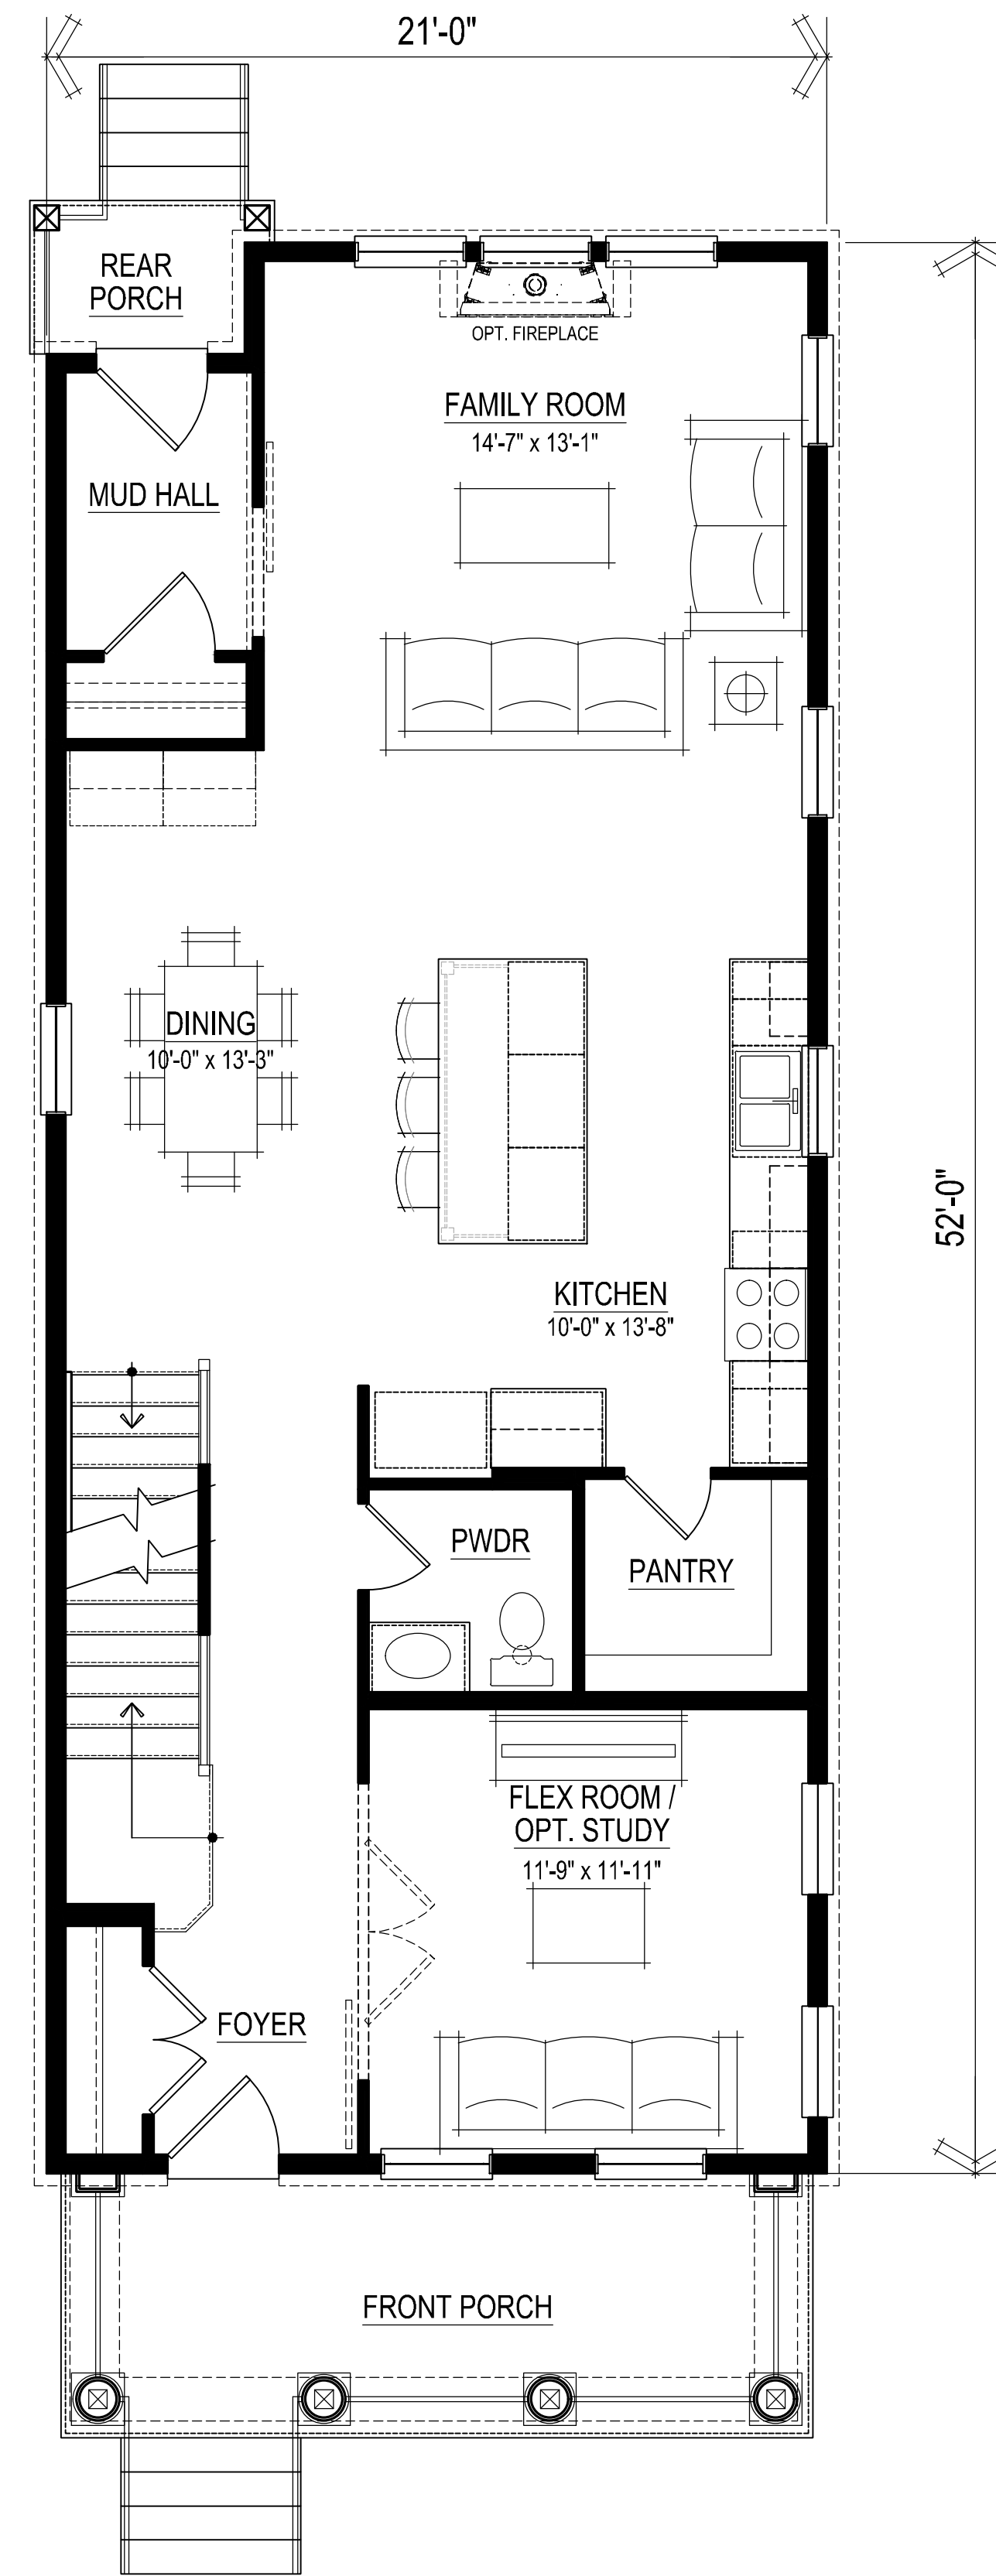 21'-0"
REAR
PORCH
OPT. FIREPLACE
FAMILY ROOM
14'-7" x 13'-1"
MUD HALL
DINING
10'-0" x 13'-3"
52'-0"
KITCHEN
10'-0" x 13'-8"
PWDR
PANTRY
FLEX ROOM /
OPT. STUDY
11'-9" x 11'-11"
FOYER
FRONT PORCH